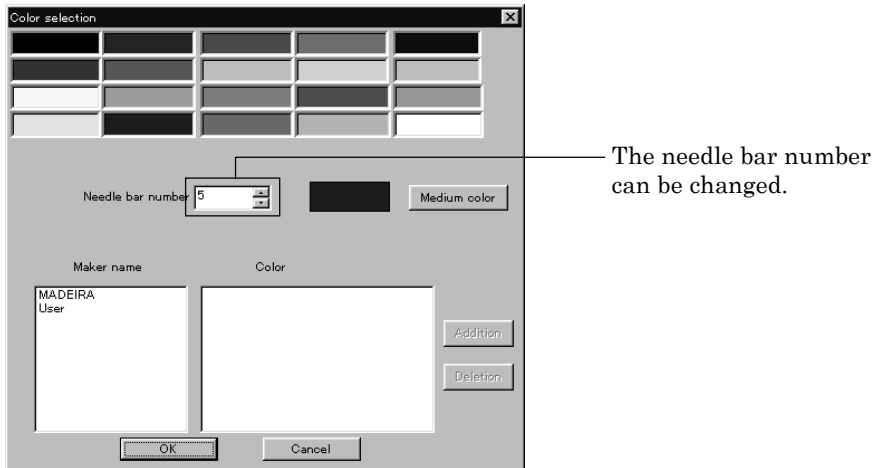 Color selection
The needle bar number
can be changed.
Needle bar number 5
Medium color
Maker name
Color
MADEIRA
User
Addition
Deletion
OK
Cancel